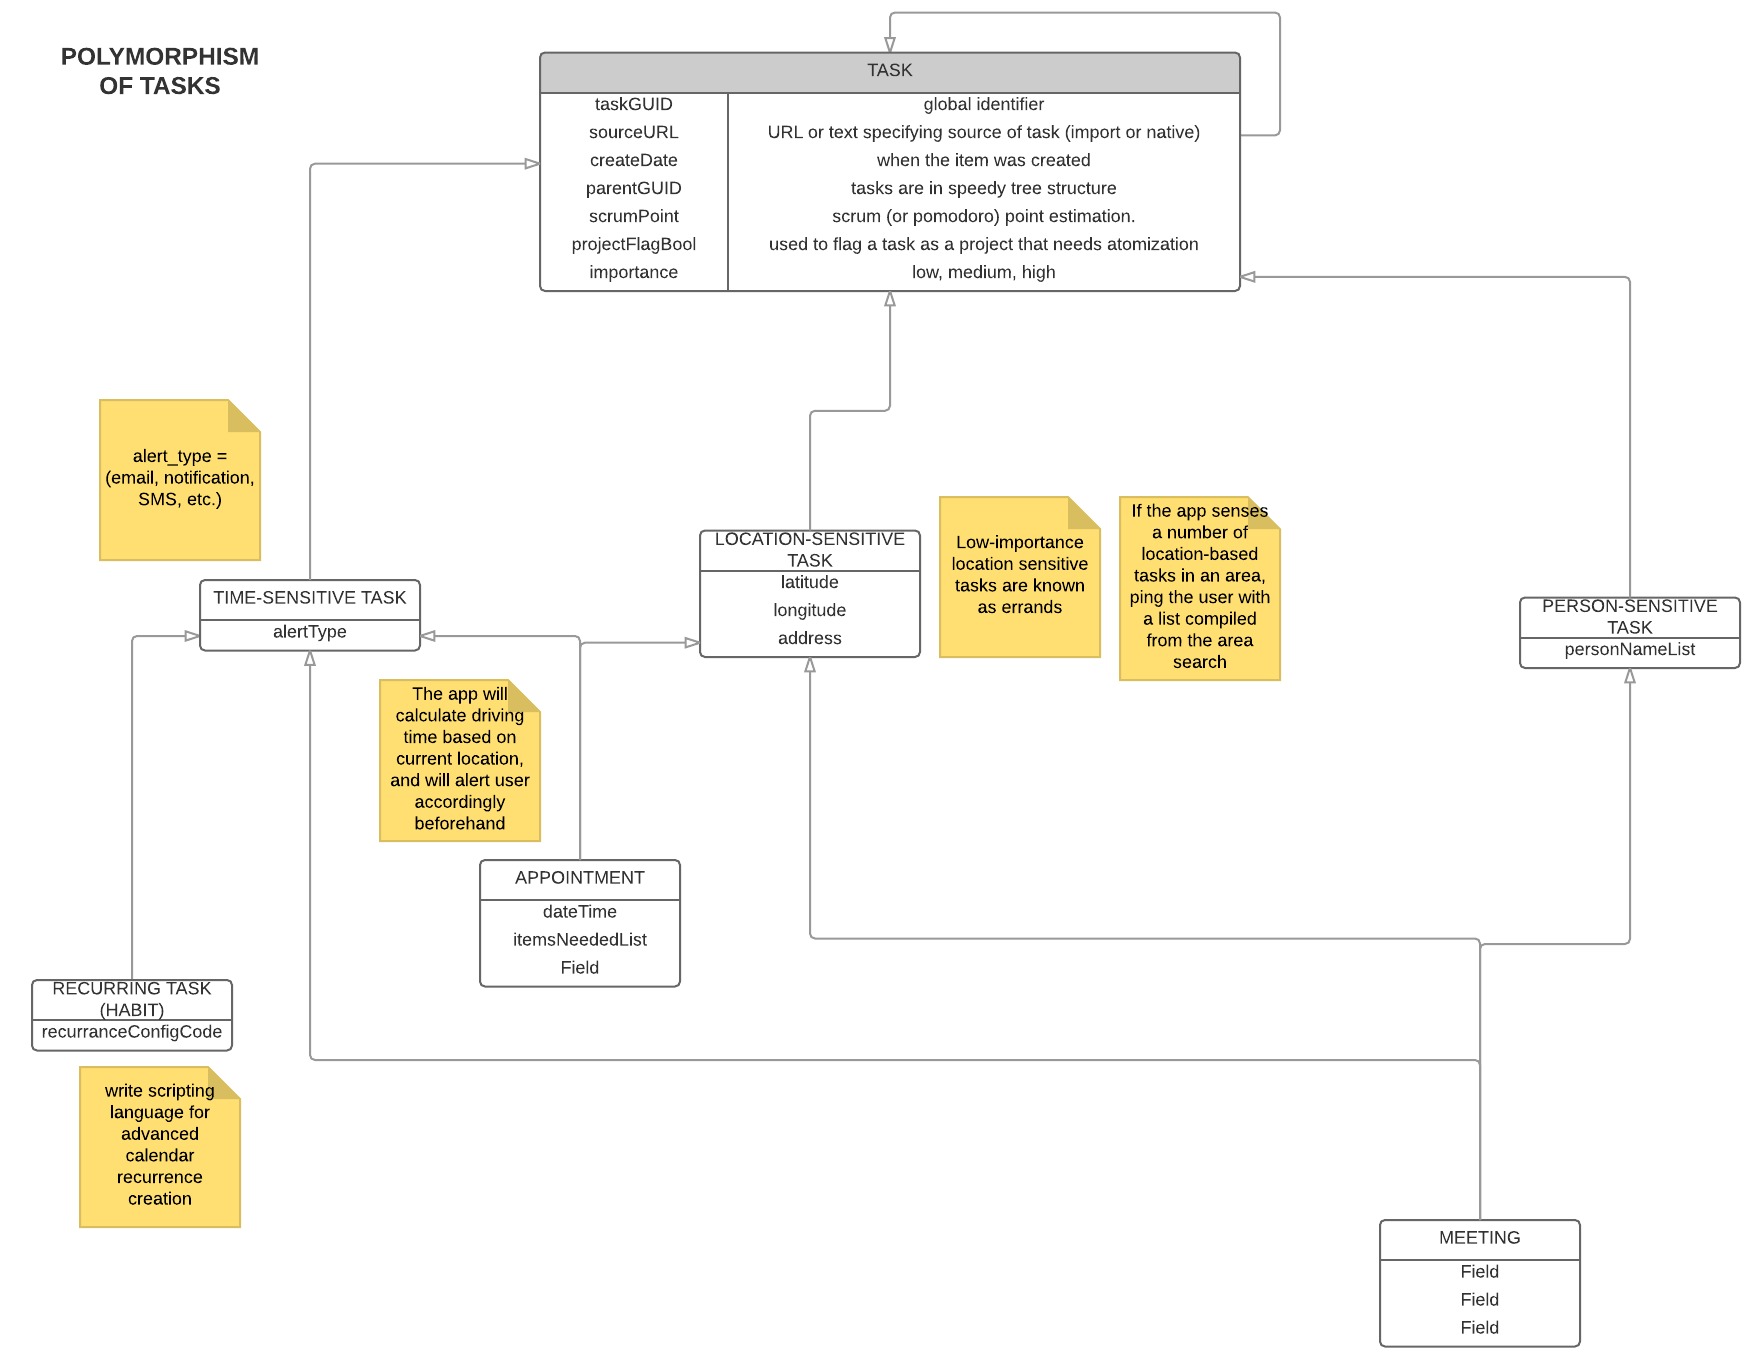 POLYMORPHISM
OF TASKS
TASK
taskGUID global identifier
sourceURL URL or text specifying source of task (import or native)
createDate when the item was created
parentGUID tasks are in speedy tree structure
scrumPoint scrum (or pomodoro) point estimation.
projectFlagBool used to flag a task as a project that needs atomization
importance low, medium, high
alert_type =
(email, notification,
SMS, etc.)
TIME-SENSITIVE TASK
alertType
LOCATION-SENSITIVE
TASK
latitude
longitude
address
Low-importance
location sensitive
tasks are known
as errands
If the app senses
a number of
location-based
tasks in an area,
ping the user with
a list compiled
from the area
search
PERSON-SENSITIVE
TASK
personNameList
The app will
calculate driving
time based on
current location,
and will alert user
accordingly
beforehand
APPOINTMENT
dateTime
itemsNeededList
Field
RECURRING TASK
(HABIT)
recurranceConfigCode
write scripting
language for
advanced
calendar
recurrence
creation
MEETING
Field
Field
Field